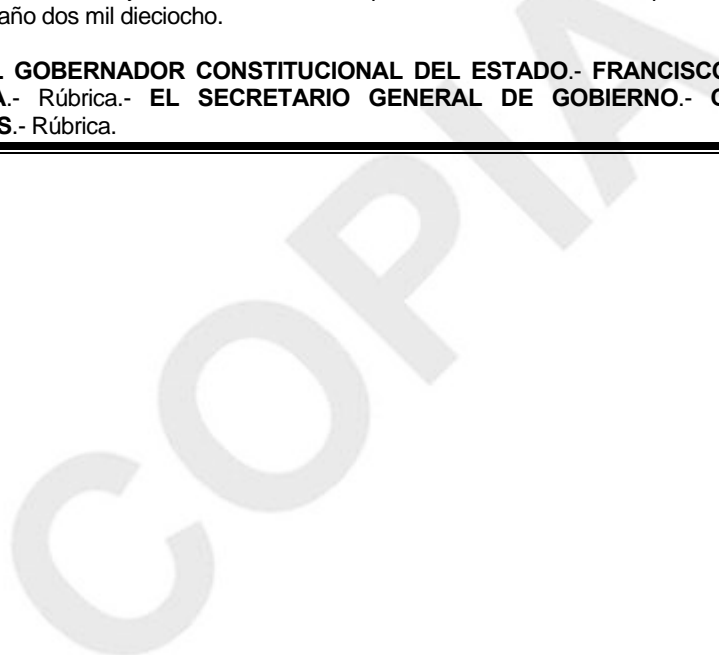 año dos mil dieciocho.
GOBERNADOR CONSTITUCIONAL DEL ESTADO.- FRANCISCO
.- Rúbrica.- EL SECRETARIO GENERAL DE GOBIERNO.-
S.- Rúbrica.
COPIA